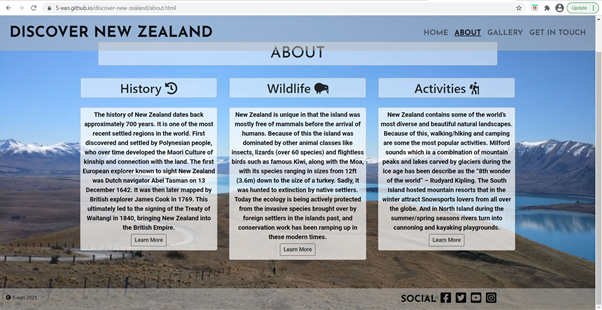 5-ean.github.io/discover-new-zealand/about.html
Update
DISCOVER NEW ZEALAND
HOME ABOUT GALLERY GET IN TOUCH
ABOUT
History
The history of New Zealand dates back
approximately 700 years. It is one of the most
recent settled regions in the world. First
discovered and settled by Polynesian people,
who over time developed the Maori Culture of
kinship and connection with the land. The first
European explorer known to sight New Zealand
was Dutch navigator Abel Tasman on 13
December 1642. It was then later mapped by
British explorer James Cook in 1769. This
ultimately led to the signing of the Treaty of
Waitangi in 1840, bringing New Zealand into
the British Empire.
Learn More
Wildlife
New Zealand is unique in that the island was
mostly free of mammals before the arrival of
humans. Because of this the island was
dominated by other animal classes like
insects, lizards (over 60 species) and flightless
birds such as famous Kiwi, along with the Moa,
with its species ranging in sizes from 12ft
(3.6m) down to the size of a turkey. Sadly, it
was hunted to extinction by native settlers.
Today the ecology is being actively protected
from the invasive species brought over by
foreign settlers in the islands past, and
conservation work has been ramping up in
these modern times.
Learn More
Activities
New Zealand contains some of the world's
most diverse and beautiful natural landscapes.
Because of this, walking/hiking and camping
are some the most popular activities. Milford
sounds which is a combination of mountain
peaks and lakes carved by glaciers during the
ice age has been describe as the "8th wonder
of the world" – Rudyard Kipling. The South
Island hosted mountain resorts that in the
winter attract Snowsports lovers from all over
the globe. And in North Island during the
summer/spring seasons rivers turn into
cannoning and kayaking playgrounds.
Learn More
5-ean 2021
SOCIAL